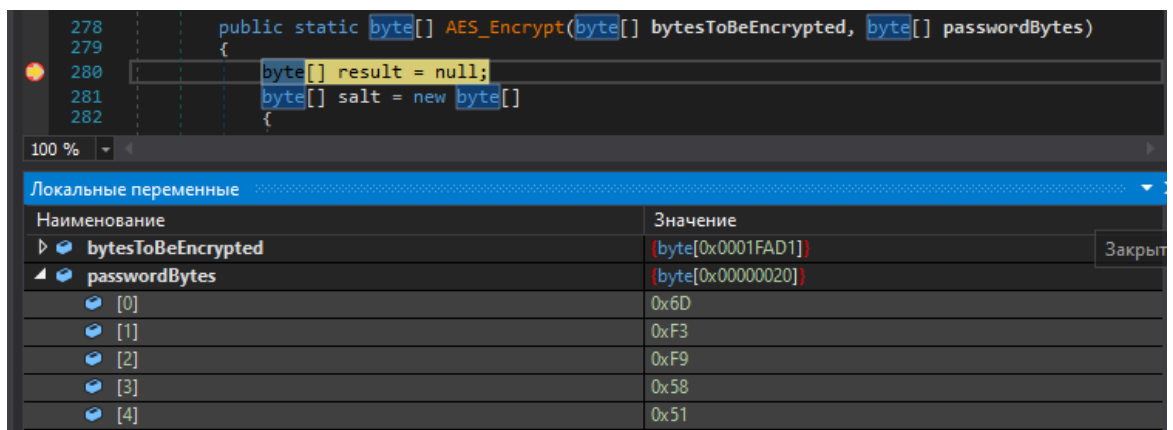 278 public static byte[] AES_Encrypt(byte[] bytesToBeEncrypted, byte[] passwordBytes)
279 {
280 byte[] result = null;
281 byte[] salt = new byte[]
282 {
100 %
Локальные переменные
Наименование Значение
bytesToBeEncrypted {byte[0x0001FAD1]} Закрыт
passwordBytes {byte[0x00000020]}
[0] 0x6D
[1] 0xF3
[2] 0xF9
[3] 0x58
[4] 0x51